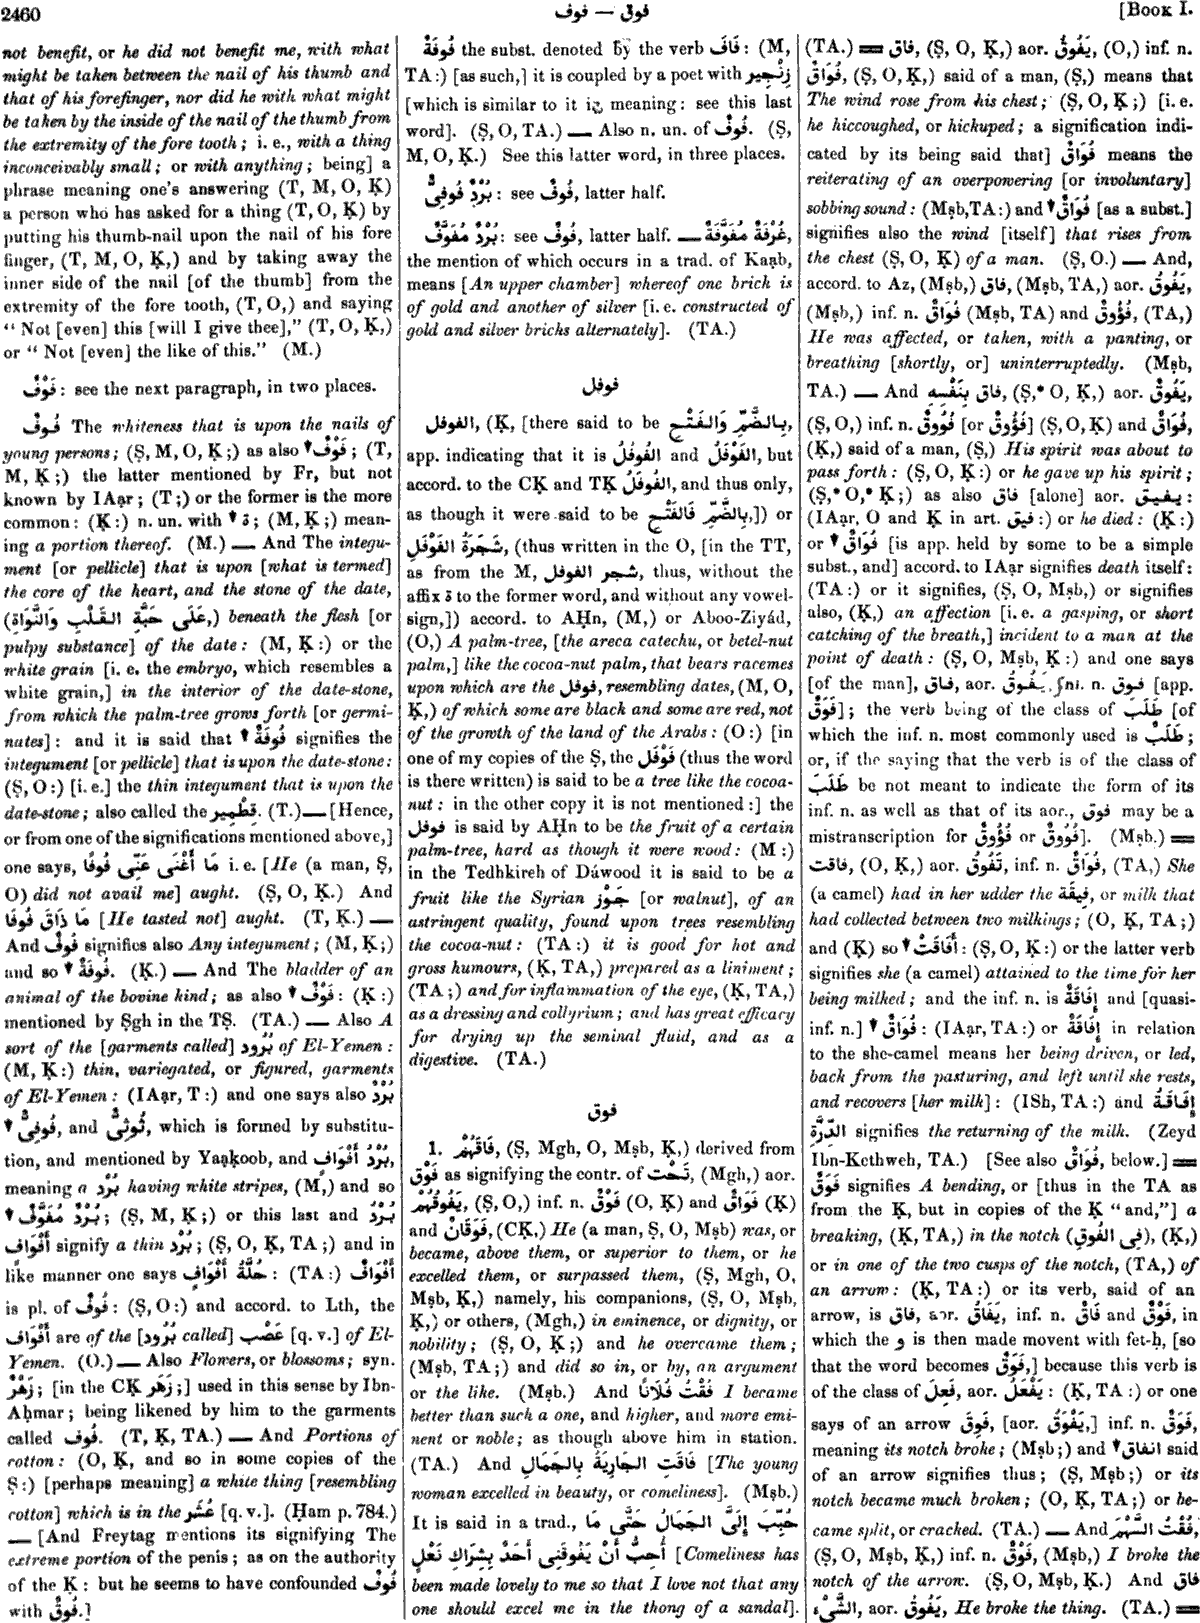 2460
فوف — فوق
[BOOK I.
not benefit, or he did not benefit me, with what
might be taken between the nail of his thumb and
that of his forefinger, nor did he with what might
be taken by the inside of the nail of the thumb from
the extremity of the fore tooth; i. e., with a thing
inconceivably small; or with anything; being] a
phrase meaning one's answering (T, M, O, Ḳ)
a person who has asked for a thing (T, O, Ḳ) by
putting his thumb-nail upon the nail of his fore
finger, (T, M, O, Ḳ,) and by taking away the
inner side of the nail [of the thumb] from the
extremity of the fore tooth, (T, O,) and saying
“ Not [even] this [will I give thee],” (T, O, Ḳ,)
or “ Not [even] the like of this.” (M.)
فَوْفٌ : see the next paragraph, in two places.
فُوفٌ The whiteness that is upon the nails of
young persons; (Ṣ, M, O, Ḳ;) as also ↓ فَوْفٌ; (T,
M, Ḳ;) the latter mentioned by Fr, but not
known by IAạr; (T;) or the former is the more
common: (Ḳ:) n. un. with ↓ ة; (M, Ḳ;) mean-
ing a portion thereof. (M.) — And The integu-
ment [or pellicle] that is upon [what is termed]
the core of the heart, and the stone of the date,
(عَلَى حَبَّةِ القَلْبِ وَالنَّوَاةِ,) beneath the flesh [or
pulpy substance] of the date: (M, Ḳ:) or the
white grain [i. e. the embryo, which resembles a
white grain,] in the interior of the date-stone,
from which the palm-tree grows forth [or germi-
nates]: and it is said that ↓ فُوفَةٌ signifies the
integument [or pellicle] that is upon the date-stone:
(Ṣ, O:) [i. e.] the thin integument that is upon the
date-stone; also called the قِطْمِير. (T.) — [Hence,
or from one of the significations mentioned above,]
one says, مَا أَغْنَى عَنِّى فُوفًا i. e. [He (a man, Ṣ,
O) did not avail me] aught. (Ṣ, O, Ḳ.) And
مَا ذَاقَ فُوفًا [He tasted not] aught. (T, Ḳ.) —
And فُوفٌ signifies also Any integument; (M, Ḳ;)
and so ↓ فُوفَةٌ. (Ḳ.) — And The bladder of an
animal of the bovine kind; as also ↓ فَوْفٌ: (Ḳ:)
mentioned by Ṣgh in the TṢ. (TA.) — Also A
sort of the [garments called] بُرُود of El-Yemen:
(M, Ḳ:) thin, variegated, or figured, garments
of El-Yemen: (IAạr, T:) and one says also بُرْدٌ
↓ فُوفِىٌّ, and ثُوثِىٌّ, which is formed by substitu-
tion, and mentioned by Yaạḳoob, and بُرْدُ أَفْوَافٍ,
meaning a بُرْد having white stripes, (M,) and so
↓ بُرْدٌ مُفَوَّفٌ; (Ṣ, M, Ḳ;) or this last and بُرْدُ
أَفْوَافٍ signify a thin بُرْد; (Ṣ, O, Ḳ, TA;) and in
like manner one says حُلَّةُ أَفْوَافٍ: (TA:) أَفْوَافٌ
is pl. of فُوفٌ: (Ṣ, O:) and accord. to Lth, the
أَفْوَاف are of the [بُرُود called] عَصْب [q. v.] of El-
Yemen. (O.) — Also Flowers, or blossoms; syn.
زَهْرٌ; [in the CḲ زَهَر;] used in this sense by Ibn-
Aḥmar; being likened by him to the garments
called فُوف. (T, Ḳ, TA.) — And Portions of
cotton: (O, Ḳ, and so in some copies of the
Ṣ:) [perhaps meaning] a white thing [resembling
cotton] which is in the عُشَر [q. v.]. (Ḥam p. 784.)
— [And Freytag mentions its signifying The
extreme portion of the penis; as on the authority
of the Ḳ: but he seems to have confounded فُوفٌ
with فُوقٌ.]
فُوفَةٌ the subst. denoted by the verb فَافَ: (M,
TA:) [as such,] it is coupled by a poet with زِنْجِير
[which is similar to it in meaning: see this last
word]. (Ṣ, O, TA.) — Also n. un. of فُوفٌ. (Ṣ,
M, O, Ḳ.) See this latter word, in three places.
بُرْدٌ فُوفِىٌّ: see فُوفٌ, latter half.
بُرْدٌ مُفَوَّفٌ: see فُوفٌ, latter half. — غُرْفَةٌ مُفَوَّفَةٌ,
the mention of which occurs in a trad. of Kaạb,
means [An upper chamber] whereof one brick is
of gold and another of silver [i. e. constructed of
gold and silver bricks alternately]. (TA.)
فوفل
الفوفل, (Ḳ, [there said to be بِالضَّمِّ وَالفَتْحِ,
app. indicating that it is الفُوفُلُ and الفَوْفَلُ, but
accord. to the CḲ and TḲ الفُوفَلُ, and thus only,
as though it were said to be بِالضَّمِّ فَالفَتْحِ,]) or
شَجَرَةُ الفَوْفَلِ, (thus written in the O, [in the TT,
as from the M, شجر الفوفل, thus, without the
affix ة to the former word, and without any vowel-
sign,]) accord. to AḤn, (M,) or Aboo-Ziyád,
(O,) A palm-tree, [the areca catechu, or betel-nut
palm,] like the cocoa-nut palm, that bears racemes
upon which are the فوفل, resembling dates, (M, O,
Ḳ,) of which some are black and some are red, not
of the growth of the land of the Arabs: (O:) [in
one of my copies of the Ṣ, the فَوْفَل (thus the word
is there written) is said to be a tree like the cocoa-
nut: in the other copy it is not mentioned:] the
فوفل is said by AḤn to be the fruit of a certain
palm-tree, hard as though it were wood: (M:)
in the Tedhkireh of Dáwood it is said to be a
fruit like the Syrian جَوْز [or walnut], of an
astringent quality, found upon trees resembling
the cocoa-nut: (TA:) it is good for hot and
gross humours, (Ḳ, TA,) prepared as a liniment;
(TA;) and for inflammation of the eye, (Ḳ, TA,)
as a dressing and collyrium; and has great efficacy
for drying up the seminal fluid, and as a
digestive. (TA.)
فوق
1. فَاقَهُمْ, (Ṣ, Mgh, O, Mṣb, Ḳ,) derived from
فَوْق as signifying the contr. of تَحْت, (Mgh,) aor.
يَفُوقُهُمْ, (Ṣ, O,) inf. n. فَوْقٌ (O, Ḳ) and فَوَاقٌ (Ḳ)
and فَوَقَانٌ, (CḲ,) He (a man, Ṣ, O, Mṣb) was, or
became, above them, or superior to them, or he
excelled them, or surpassed them, (Ṣ, Mgh, O,
Mṣb, Ḳ,) namely, his companions, (Ṣ, O, Mṣb,
Ḳ,) or others, (Mgh,) in eminence, or dignity, or
nobility; (Ṣ, O, Ḳ;) and he overcame them;
(Mṣb, TA;) and did so in, or by, an argument
or the like. (Mṣb.) And فُقْتُ فُلَانًا I became
better than such a one, and higher, and more emi-
nent or noble; as though above him in station.
(TA.) And فَاقَتِ الجَارِيَةُ بِالجَمَالِ [The young
woman excelled in beauty, or comeliness]. (Mṣb.)
It is said in a trad., حُبِّبَ إِلَىَّ الجَمَالُ حَتَّى مَا
أُحِبُّ أَنْ يَفُوقَنِى أَحَدٌ بِشِرَاكِ نَعْلٍ [Comeliness has
been made lovely to me so that I love not that any
one should excel me in the thong of a sandal].
(TA.) = فَاقَ, (Ṣ, O, Ḳ,) aor. يَفُوقُ, (O,) inf. n.
فُوَاقٌ, (Ṣ, O, Ḳ,) said of a man, (Ṣ,) means that
The wind rose from his chest; (Ṣ, O, Ḳ;) [i. e.
he hiccoughed, or hickuped; a signification indi-
cated by its being said that] فُوَاقٌ means the
reiterating of an overpowering [or involuntary]
sobbing sound: (Mṣb, TA:) and ↓ فُوَاقٌ [as a subst.]
signifies also the wind [itself] that rises from
the chest (Ṣ, O, Ḳ) of a man. (Ṣ, O.) — And,
accord. to Az, (Mṣb,) فاق, (Mṣb, TA,) aor. يَفُوقُ,
(Mṣb,) inf. n. فُوَاقٌ (Mṣb, TA) and فُؤُوقٌ, (TA,)
He was affected, or taken, with a panting, or
breathing [shortly, or] uninterruptedly. (Mṣb,
TA.) — And فاق بِنَفْسِهِ, (Ṣ,* O, Ḳ,) aor. يَفُوقُ,
(Ṣ, O,) inf. n. فُوُوقٌ [or فُؤُوقٌ] (Ṣ, O, Ḳ) and فُوَاقٌ,
(Ḳ,) said of a man, (Ṣ,) His spirit was about to
pass forth: (Ṣ, O, Ḳ:) or he gave up his spirit;
(Ṣ,* O,* Ḳ;) as also فاق [alone] aor. يفيق:
(IAạr, O and Ḳ in art. فيق:) or he died: (Ḳ:)
or ↓ فُوَاقٌ [is app. held by some to be a simple
subst., and] accord. to IAạr signifies death itself:
(TA:) or it signifies, (Ṣ, O, Mṣb,) or signifies
also, (Ḳ,) an affection [i. e. a gasping, or short
catching of the breath,] incident to a man at the
point of death: (Ṣ, O, Mṣb, Ḳ:) and one says
[of the man], فاق, aor. يَفُوقُ, inf. n. فوق [app.
فَوَقٌ]; the verb being of the class of طَلَبَ [of
which the inf. n. most commonly used is طَلَبٌ;
or, if the saying that the verb is of the class of
طَلَبَ be not meant to indicate the form of its
inf. n. as well as that of its aor., فوق may be a
mistranscription for فُؤُوقٌ or فُوُوقٌ]. (Mṣb.) =
فاقت, (O, Ḳ,) aor. تَفُوقُ, inf. n. فُوَاقٌ, (TA,) She
(a camel) had in her udder the فِيقَة, or milk that
had collected between two milkings; (O, Ḳ, TA;)
and (Ḳ) so ↓ أَفَاقَتْ: (Ṣ, O, Ḳ:) or the latter verb
signifies she (a camel) attained to the time for her
being milked; and the inf. n. is إِفَاقَةٌ and [quasi-
inf. n.] ↓ فُوَاقٌ: (IAạr, TA:) or إِفَاقَةٌ in relation
to the she-camel means her being driven, or led,
back from the pasturing, and left until she rests,
and recovers [her milk]: (ISh, TA:) and إِفَاقَةُ
الدِّرَّةِ signifies the returning of the milk. (Zeyd
Ibn-Kethweh, TA.) [See also فُوَاقٌ, below.] =
فَوَقٌ signifies A bending, or [thus in the TA as
from the Ḳ, but in copies of the Ḳ “and,”] a
breaking, (Ḳ, TA,) in the notch (فِى الفُوقِ), (Ḳ,)
or in one of the two cusps of the notch, (TA,) of
an arrow: (Ḳ, TA:) or its verb, said of an
arrow, is فاق, aor. يَفَاقُ, inf. n. فَاقٌ and فَوَقٌ, in
which the و is then made movent with fet-ḥ, [so
that the word becomes فَوَقٌ,] because this verb is
of the class of فَعِلَ, aor. يَفْعَلُ: (Ḳ, TA:) or one
says of an arrow فَوِقَ, [aor. يَفْوَقُ,] inf. n. فَوَقٌ,
meaning its notch broke; (Mṣb;) and ↓ انفاق said
of an arrow signifies thus; (Ṣ, Mṣb;) or its
notch became much broken; (O, Ḳ, TA;) or be-
came split, or cracked. (TA.) — And فُقْتُ السَّهْمَ,
(Ṣ, O, Mṣb, Ḳ,) inf. n. فَوْقٌ, (Mṣb,) I broke the
notch of the arrow. (Ṣ, O, Mṣb, Ḳ.) And فاق
الشَّىْءَ, aor. يَفُوقُ, He broke the thing. (TA.) =